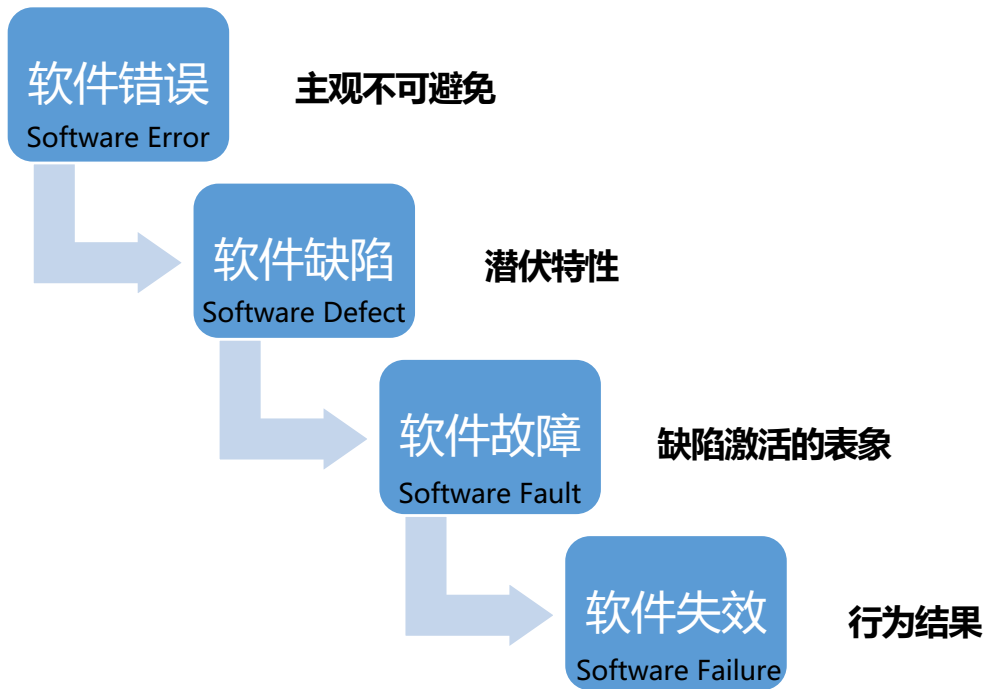 软件错误
Software Error
主观不可避免
软件缺陷
Software Defect
潜伏特性
软件故障
Software Fault
缺陷激活的表象
软件失效
Software Failure
行为结果